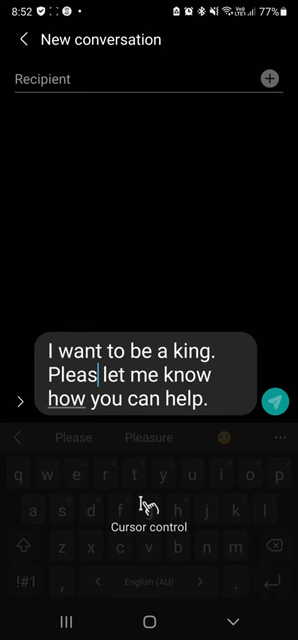 8:52
77%
New conversation
Recipient
I want to be a king.
Pleas let me know
how you can help.
Please Pleasure
q w e r t y u i o p
a s d f g h j k l
Cursor control
z x c v b n m
!#1 , < English (AU) > .